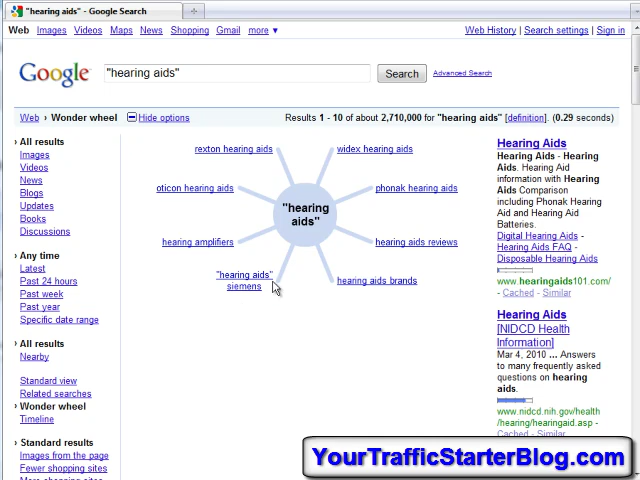 "hearing aids" - Google Search
Web Images Videos Maps News Shopping Gmail more ▼
Web History | Search settings | Sign in
Google
"hearing aids"
Search
Advanced Search
Web › Wonder wheel
Hide options
Results 1 - 10 of about 2,710,000 for "hearing aids" [definition]. (0.29 seconds)
› All results
Images
Videos
News
Blogs
Updates
Books
Discussions
› Any time
Latest
Past 24 hours
Past week
Past year
Specific date range
› All results
Nearby
Standard view
Related searches
› Wonder wheel
Timeline
› Standard results
Images from the page
Fewer shopping sites
More shopping sites
rexton hearing aids
widex hearing aids
oticon hearing aids
phonak hearing aids
"hearing
aids"
hearing amplifiers
hearing aids reviews
"hearing aids"
siemens
hearing aids brands
Hearing Aids
Hearing Aids - Hearing
Aids. Hearing Aid
information with Hearing
Aids Comparison
including Phonak Hearing
Aid and Hearing Aid
Batteries.
Digital Hearing Aids -
Hearing Aids FAQ -
Disposable Hearing Aids
www.hearingaids101.com/
- Cached - Similar
Hearing Aids
[NIDCD Health
Information]
Mar 4, 2010 ... Answers
to many frequently asked
questions on hearing
aids.
www.nidcd.nih.gov/health
/hearing/hearingaid.asp -
Cached - Similar
YourTrafficStarterBlog.com